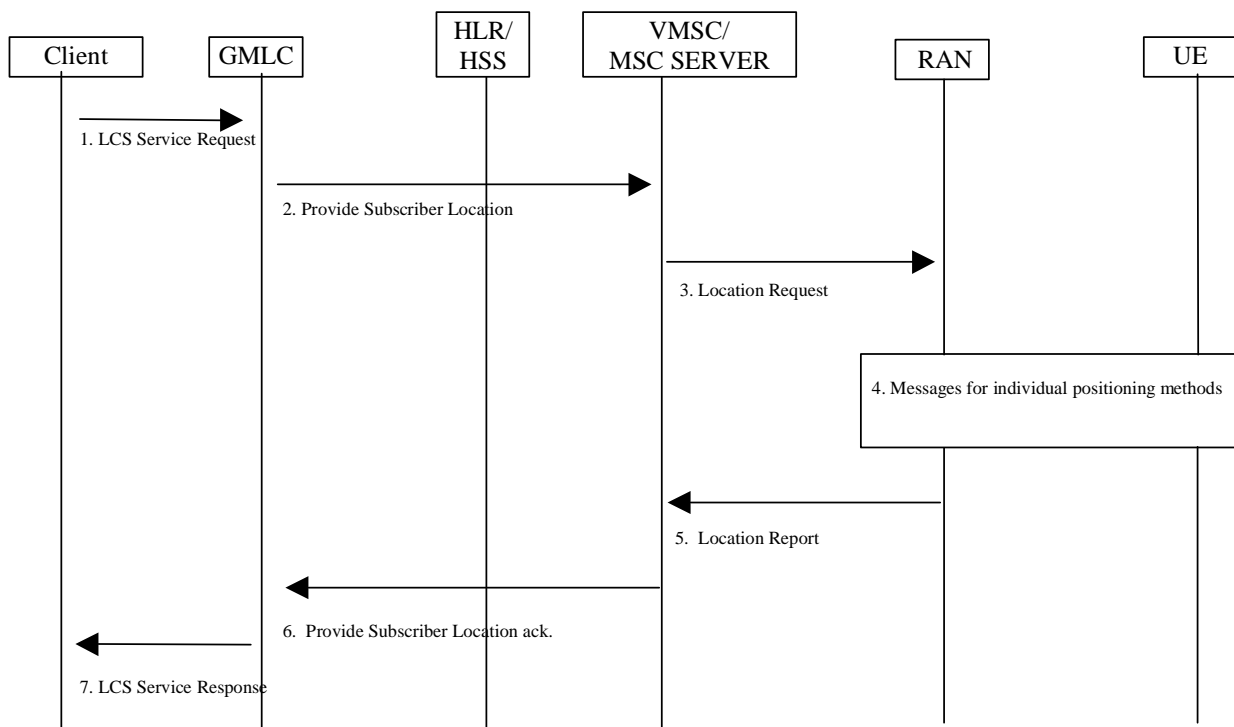 Client
GMLC
HLR/
HSS
VMSC/
MSC SERVER
RAN
UE
1. LCS Service Request
2. Provide Subscriber Location
3. Location Request
4. Messages for individual positioning methods
5. Location Report
6. Provide Subscriber Location ack.
7. LCS Service Response